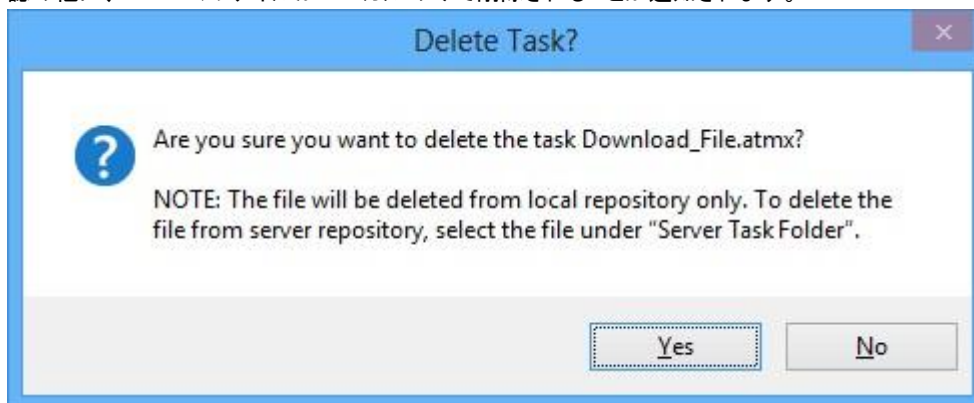 Delete Task?
Are you sure you want to delete the task Download_File.atmx?
NOTE: The file will be deleted from local repository only. To delete the
file from server repository, select the file under "Server Task Folder".
Yes
No